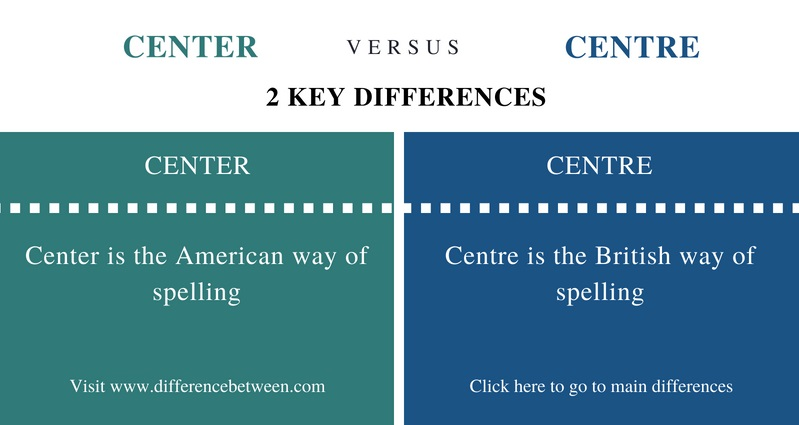 CENTER VERSUS CENTRE
2 KEY DIFFERENCES
CENTER
Center is the American way of
spelling
Visit www.differencebetween.com
CENTRE
Centre is the British way of
spelling
Click here to go to main differences